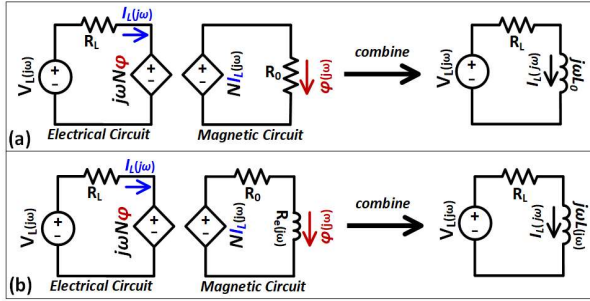 I_L(jω)
R_L
V_L(jω)
jωNφ
NI_L(jω)
R_0
φ(jω)
combine
R_L
V_L(jω)
I_L(jω)
jωL_0
(a)
Electrical Circuit
Magnetic Circuit
I_L(jω)
R_L
V_L(jω)
jωNφ
NI_L(jω)
R_0
R_e(jω)
φ(jω)
combine
R_L
V_L(jω)
I_L(jω)
jωL(jω)
(b)
Electrical Circuit
Magnetic Circuit